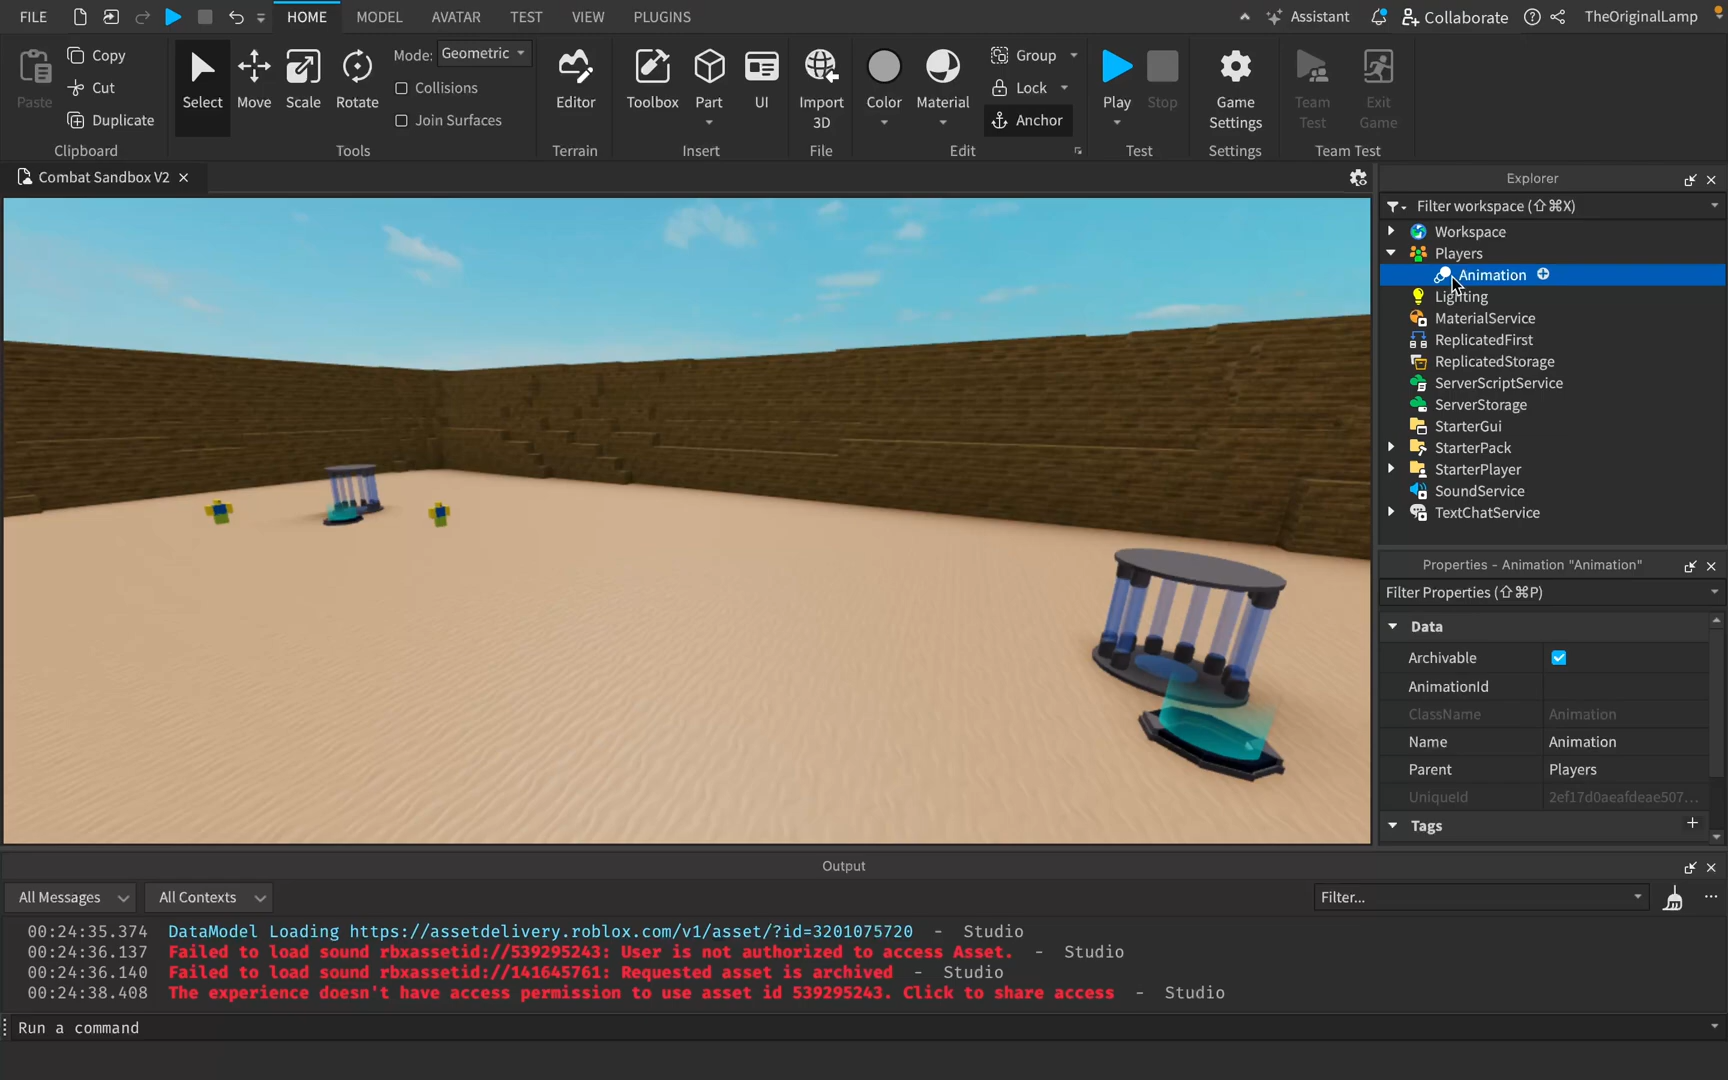 FILE HOME MODEL AVATAR TEST VIEW PLUGINS Assistant Collaborate TheOriginalLamp
Copy Mode: Geometric Group
Cut Collisions Lock
Paste Select Move Scale Rotate Editor Toolbox Part UI Import 3D Color Material Play Stop Game Settings Team Test Exit Game
Duplicate Join Surfaces Anchor
Clipboard Tools Terrain Insert File Edit Test Settings Team Test
Combat Sandbox V2
Explorer
Filter workspace (⇧⌘X)
Workspace
Players
Animation
Lighting
MaterialService
ReplicatedFirst
ReplicatedStorage
ServerScriptService
ServerStorage
StarterGui
StarterPack
StarterPlayer
SoundService
TextChatService
Properties - Animation "Animation"
Filter Properties (⇧⌘P)
Data
Archivable
AnimationId
ClassName Animation
Name Animation
Parent Players
UniqueId 2ef17d0aeafdeae507...
Tags
Output
All Messages All Contexts Filter...
00:24:35.374 DataModel Loading https://assetdelivery.roblox.com/v1/asset/?id=3201075720 - Studio
00:24:36.137 Failed to load sound rbxassetid://539295243: User is not authorized to access Asset. - Studio
00:24:36.140 Failed to load sound rbxassetid://141645761: Requested asset is archived - Studio
00:24:38.408 The experience doesn't have access permission to use asset id 539295243. Click to share access - Studio
Run a command